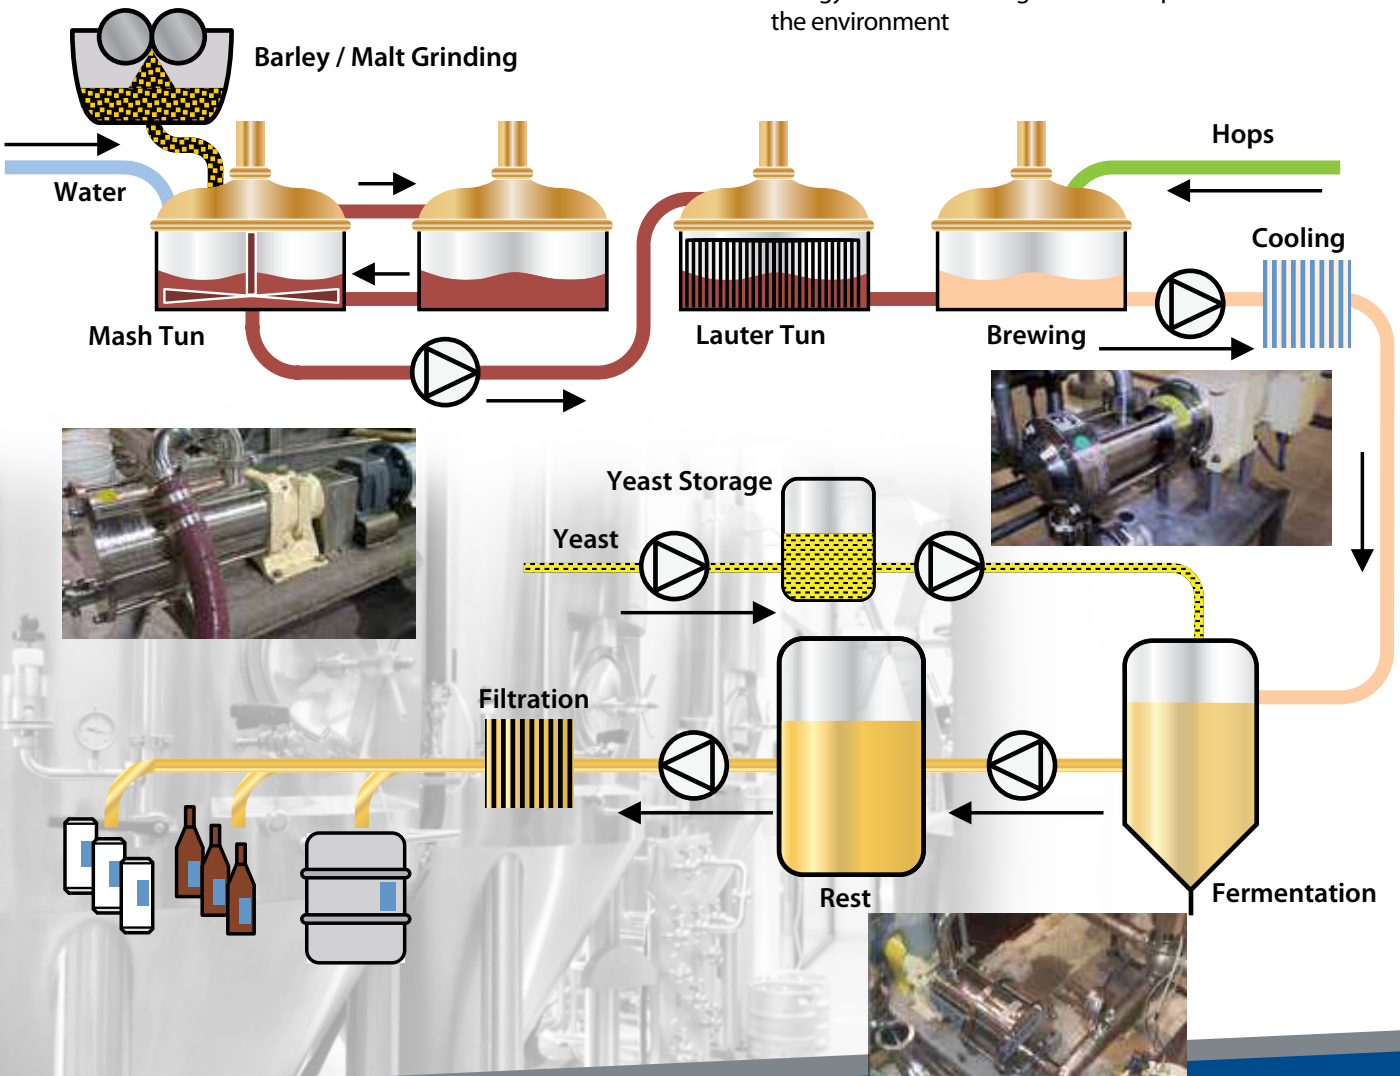 the environment
Barley / Malt Grinding
Hops
Water
Cooling
Mash Tun
Lauter Tun
Brewing
Yeast Storage
Yeast
Filtration
Rest
Fermentation